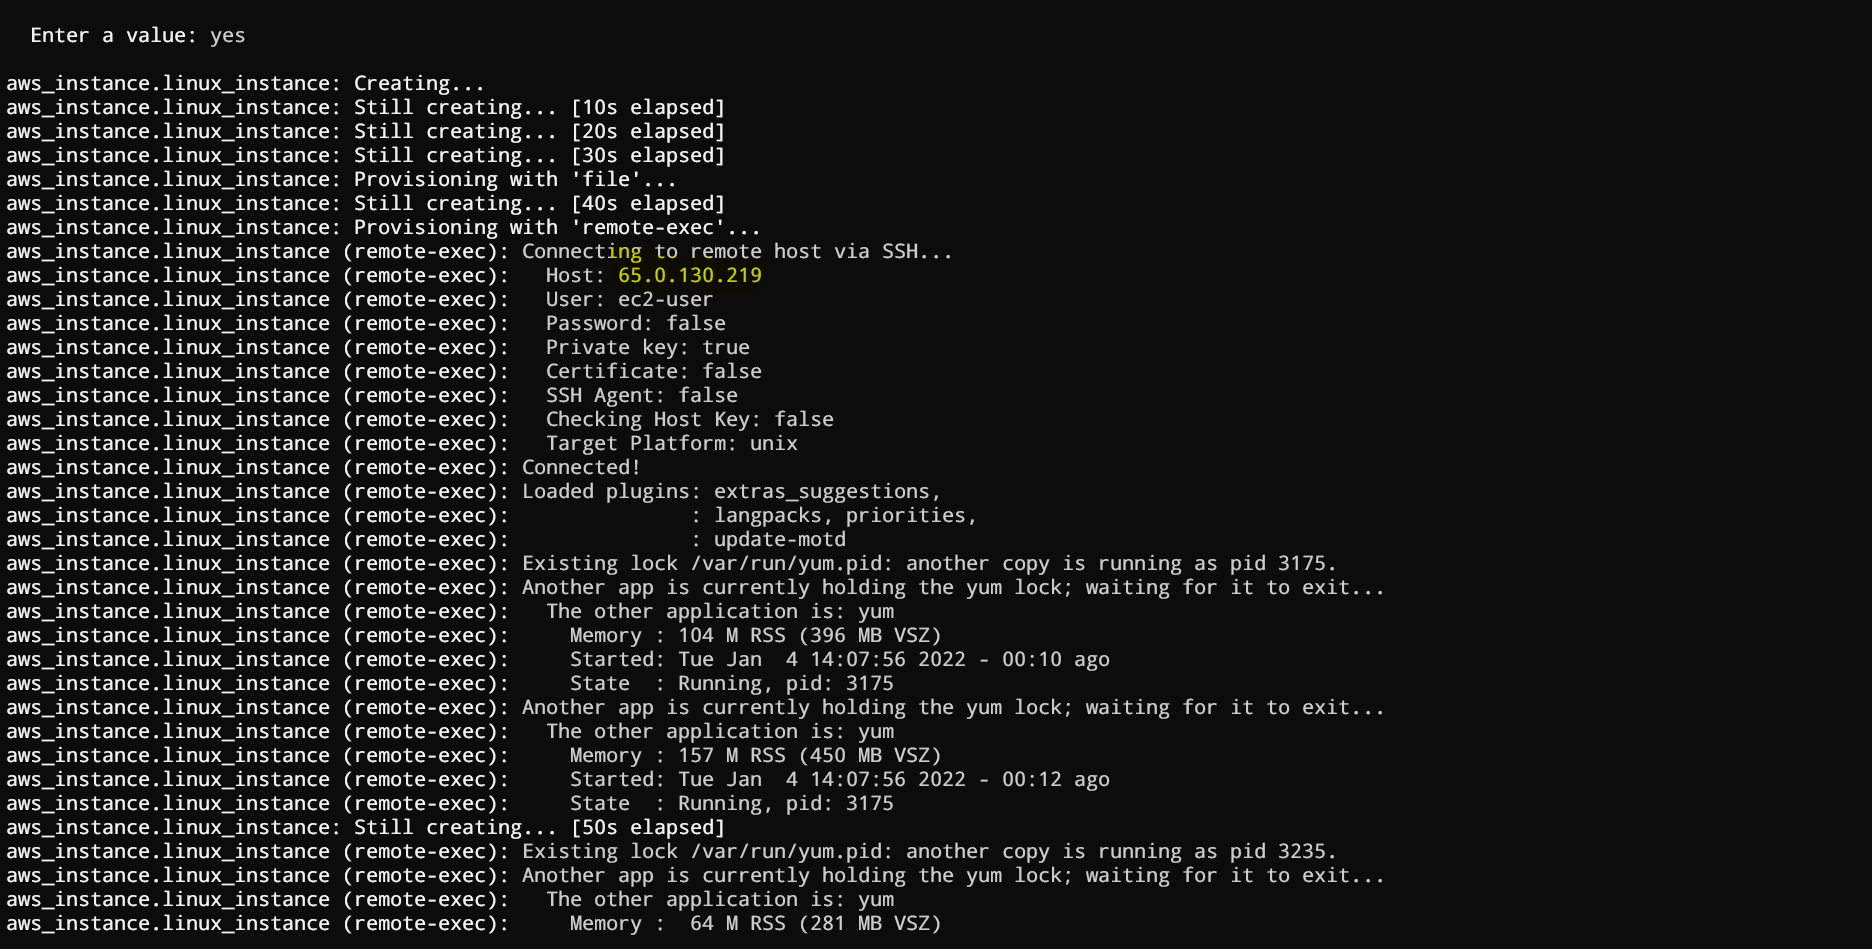 Enter a value: yes
aws_instance.linux_instance: Creating...
aws_instance.linux_instance: Still creating... [10s elapsed]
aws_instance.linux_instance: Still creating... [20s elapsed]
aws_instance.linux_instance: Still creating... [30s elapsed]
aws_instance.linux_instance: Provisioning with 'file'...
aws_instance.linux_instance: Still creating... [40s elapsed]
aws_instance.linux_instance: Provisioning with 'remote-exec'...
aws_instance.linux_instance (remote-exec): Connecting to remote host via SSH...
aws_instance.linux_instance (remote-exec):   Host: 65.0.130.219
aws_instance.linux_instance (remote-exec):   User: ec2-user
aws_instance.linux_instance (remote-exec):   Password: false
aws_instance.linux_instance (remote-exec):   Private key: true
aws_instance.linux_instance (remote-exec):   Certificate: false
aws_instance.linux_instance (remote-exec):   SSH Agent: false
aws_instance.linux_instance (remote-exec):   Checking Host Key: false
aws_instance.linux_instance (remote-exec):   Target Platform: unix
aws_instance.linux_instance (remote-exec): Connected!
aws_instance.linux_instance (remote-exec): Loaded plugins: extras_suggestions,
aws_instance.linux_instance (remote-exec):               : langpacks, priorities,
aws_instance.linux_instance (remote-exec):               : update-motd
aws_instance.linux_instance (remote-exec): Existing lock /var/run/yum.pid: another copy is running as pid 3175.
aws_instance.linux_instance (remote-exec): Another app is currently holding the yum lock; waiting for it to exit...
aws_instance.linux_instance (remote-exec):   The other application is: yum
aws_instance.linux_instance (remote-exec):     Memory : 104 M RSS (396 MB VSZ)
aws_instance.linux_instance (remote-exec):     Started: Tue Jan  4 14:07:56 2022 - 00:10 ago
aws_instance.linux_instance (remote-exec):     State  : Running, pid: 3175
aws_instance.linux_instance (remote-exec): Another app is currently holding the yum lock; waiting for it to exit...
aws_instance.linux_instance (remote-exec):   The other application is: yum
aws_instance.linux_instance (remote-exec):     Memory : 157 M RSS (450 MB VSZ)
aws_instance.linux_instance (remote-exec):     Started: Tue Jan  4 14:07:56 2022 - 00:12 ago
aws_instance.linux_instance (remote-exec):     State  : Running, pid: 3175
aws_instance.linux_instance: Still creating... [50s elapsed]
aws_instance.linux_instance (remote-exec): Existing lock /var/run/yum.pid: another copy is running as pid 3235.
aws_instance.linux_instance (remote-exec): Another app is currently holding the yum lock; waiting for it to exit...
aws_instance.linux_instance (remote-exec):   The other application is: yum
aws_instance.linux_instance (remote-exec):     Memory :  64 M RSS (281 MB VSZ)